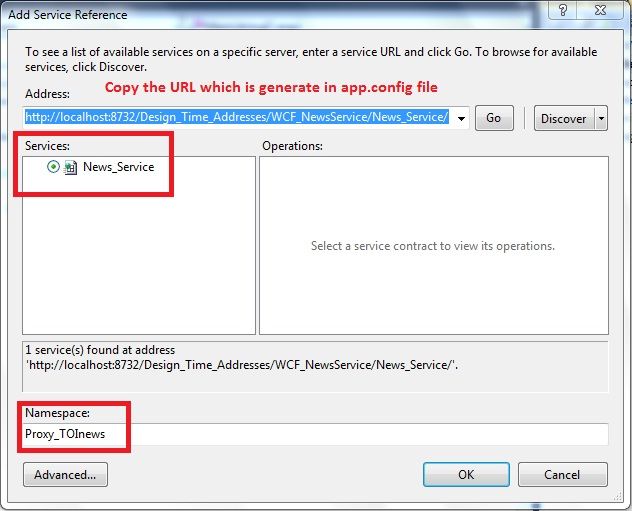 Add Service Reference
To see a list of available services on a specific server, enter a service URL and click Go. To browse for available
services, click Discover.
Copy the URL which is generate in app.config file
Address:
http://localhost:8732/Design_Time_Addresses/WCF_NewsService/News_Service/
Go
Discover
Services:
Operations:
News_Service
Select a service contract to view its operations.
1 service(s) found at address
'http://localhost:8732/Design_Time_Addresses/WCF_NewsService/News_Service/'.
Namespace:
Proxy_TOInews
Advanced...
OK
Cancel